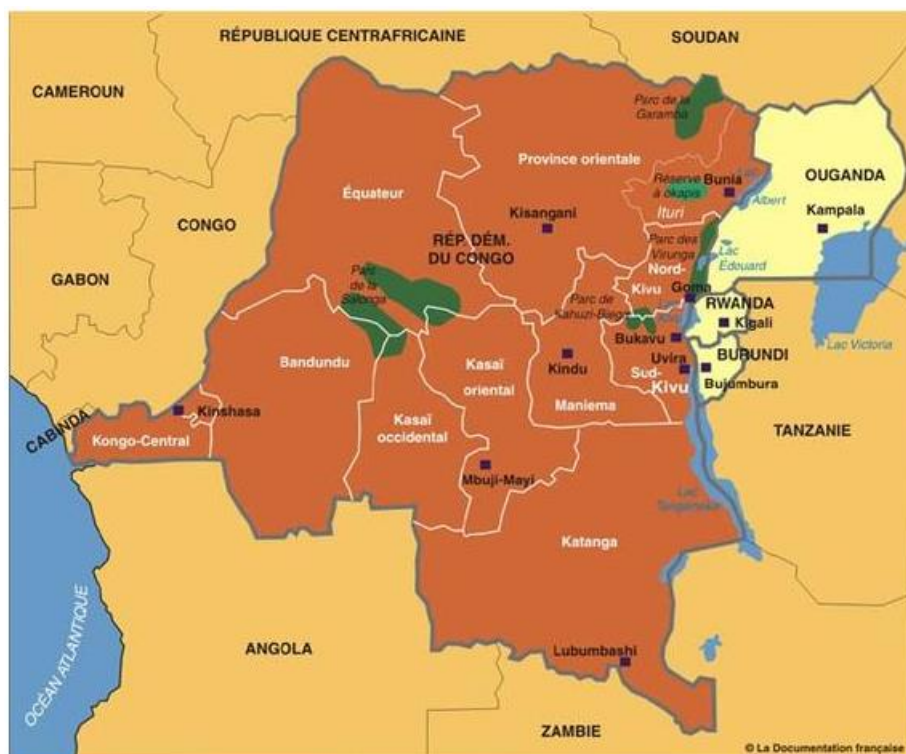 RÉPUBLIQUE CENTRAFRICAINE
SOUDAN
CAMEROUN
Parc de la
Garamba
Province orientale
OUGANDA
Équateur
Réserve
à okapis
Bunia
Lac
Albert
Ituri
Kampala
CONGO
Kisangani
RÉP. DÉM.
DU CONGO
Parc des
Virunga
Lac
Édouard
GABON
Parc
de la
Salonga
Nord-
Kivu
Goma
Parc de
Kahuzi-Biega
Lac
Kivu
RWANDA
Kigali
Bukavu
Lac Victoria
Bandundu
Kasaï
oriental
Kindu
Uvira
BURUNDI
Sud-
Kivu
Bujumbura
Maniema
Kinshasa
CABINDA
Kongo-Central
Kasaï
occidental
TANZANIE
Mbuji-Mayi
Lac
Tanganyika
Katanga
OCÉAN ATLANTIQUE
ANGOLA
Lubumbashi
ZAMBIE
© La Documentation française